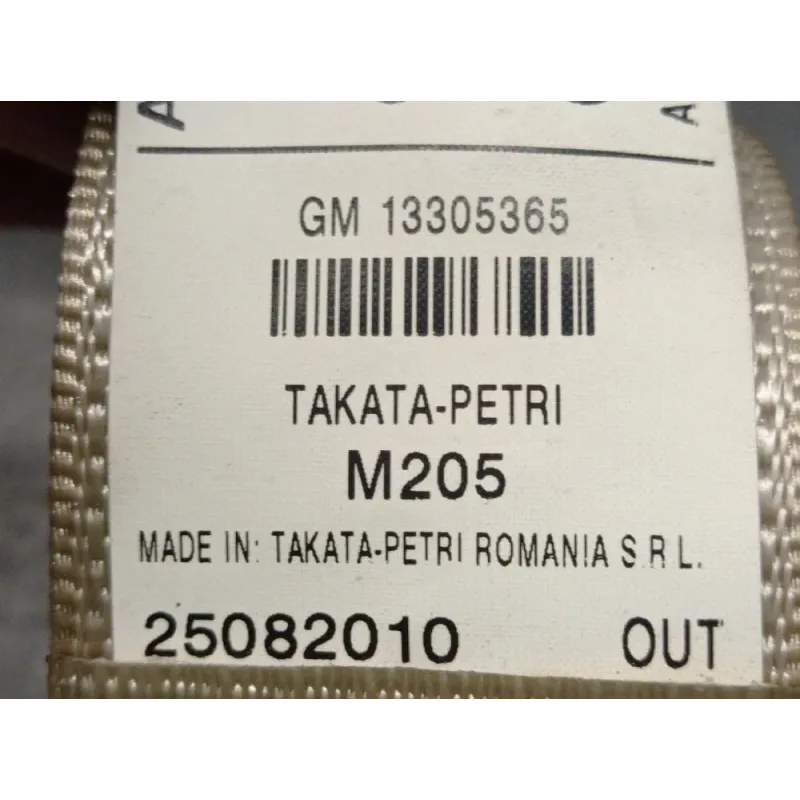 GM 13305365
TAKATA-PETRI
M205
MADE IN: TAKATA-PETRI ROMANIA S.R.L.
25082010 OUT